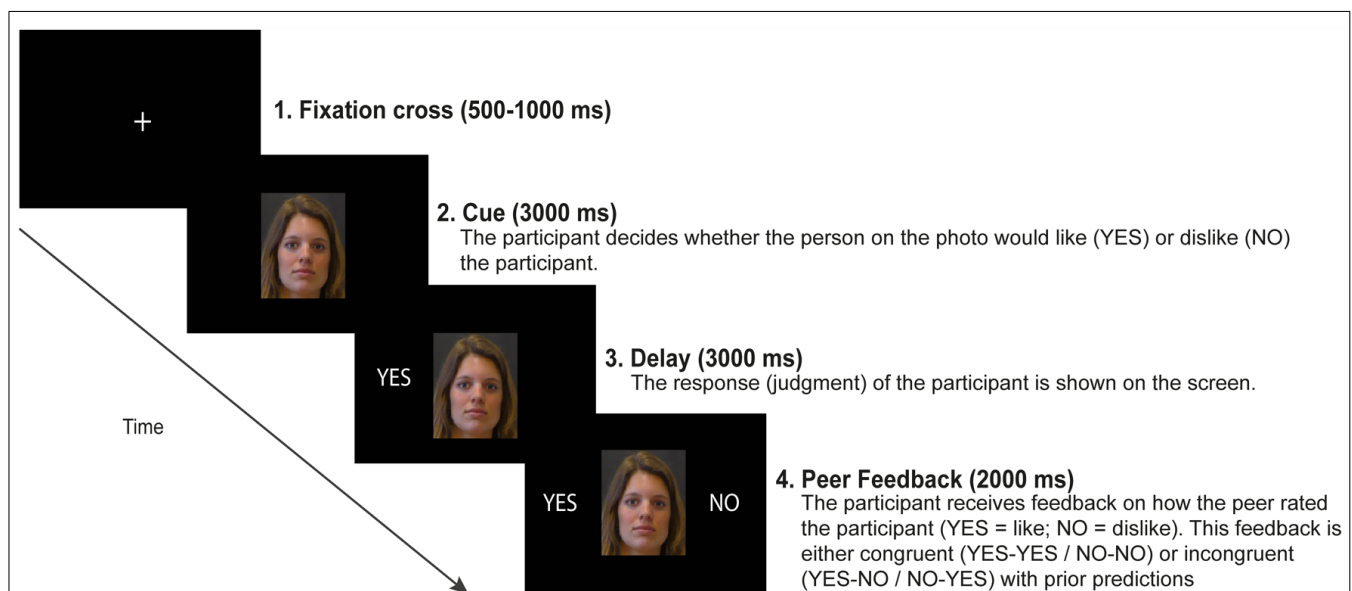 +
1. Fixation cross (500-1000 ms)
2. Cue (3000 ms)
The participant decides whether the person on the photo would like (YES) or dislike (NO)
the participant.
YES
3. Delay (3000 ms)
The response (judgment) of the participant is shown on the screen.
Time
YES
NO
4. Peer Feedback (2000 ms)
The participant receives feedback on how the peer rated
the participant (YES = like; NO = dislike). This feedback is
either congruent (YES-YES / NO-NO) or incongruent
(YES-NO / NO-YES) with prior predictions